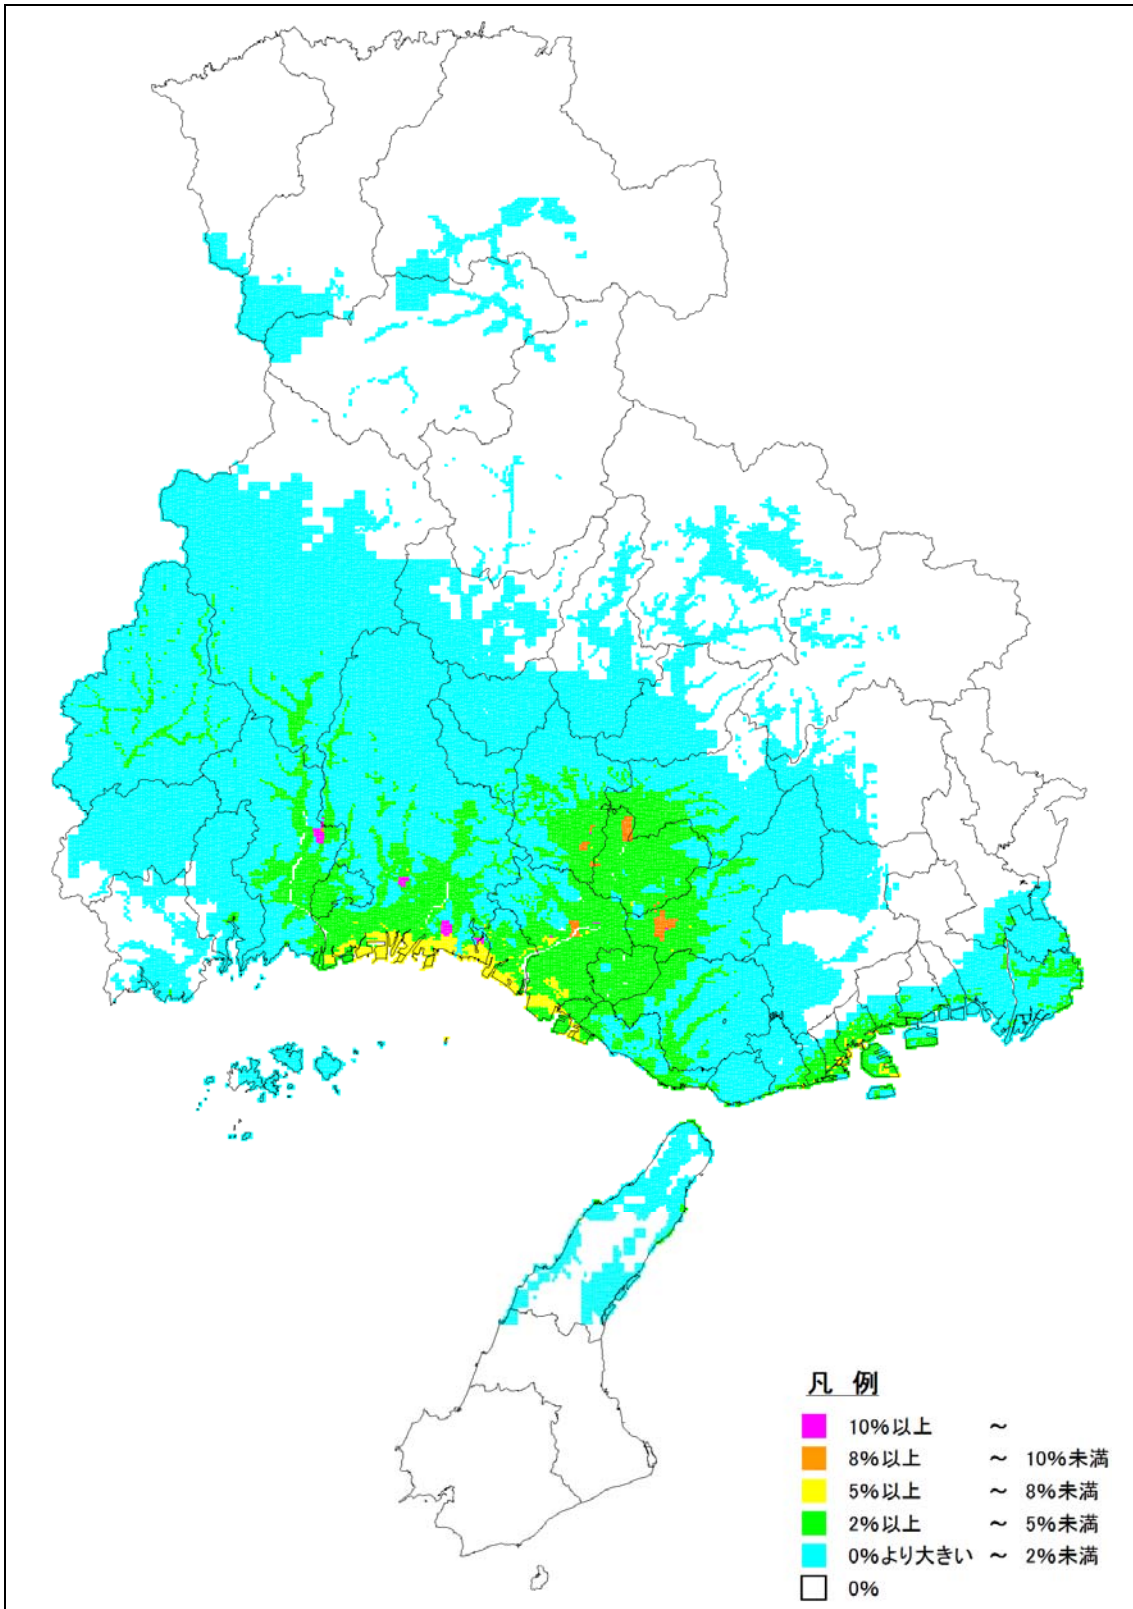 凡 例
10%以上 ～
8%以上 ～ 10%未満
5%以上 ～ 8%未満
2%以上 ～ 5%未満
0%より大きい ～ 2%未満
0%